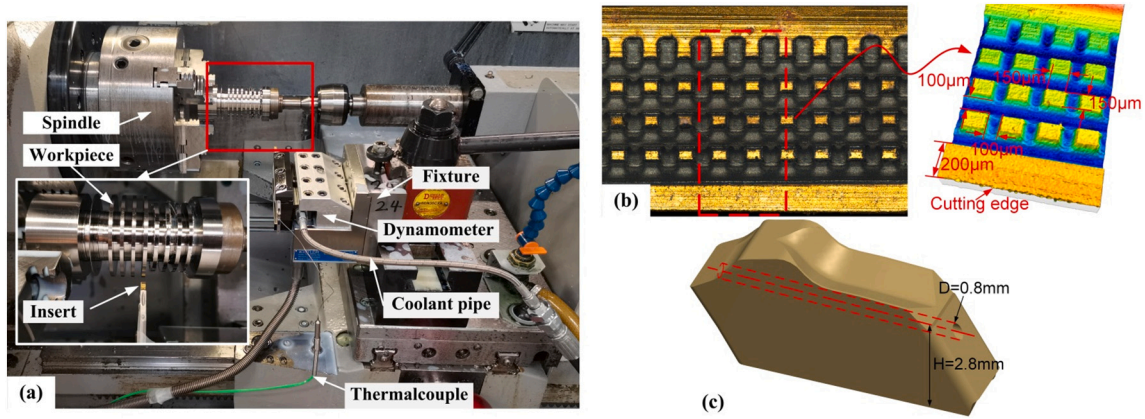 Spindle
Workpiece
Insert
Fixture
24
Dynamometer
Coolant pipe
Thermalcouple
(a)
(b)
100μm
150μm
150μm
100μm
200μm
Cutting edge
D=0.8mm
H=2.8mm
(c)